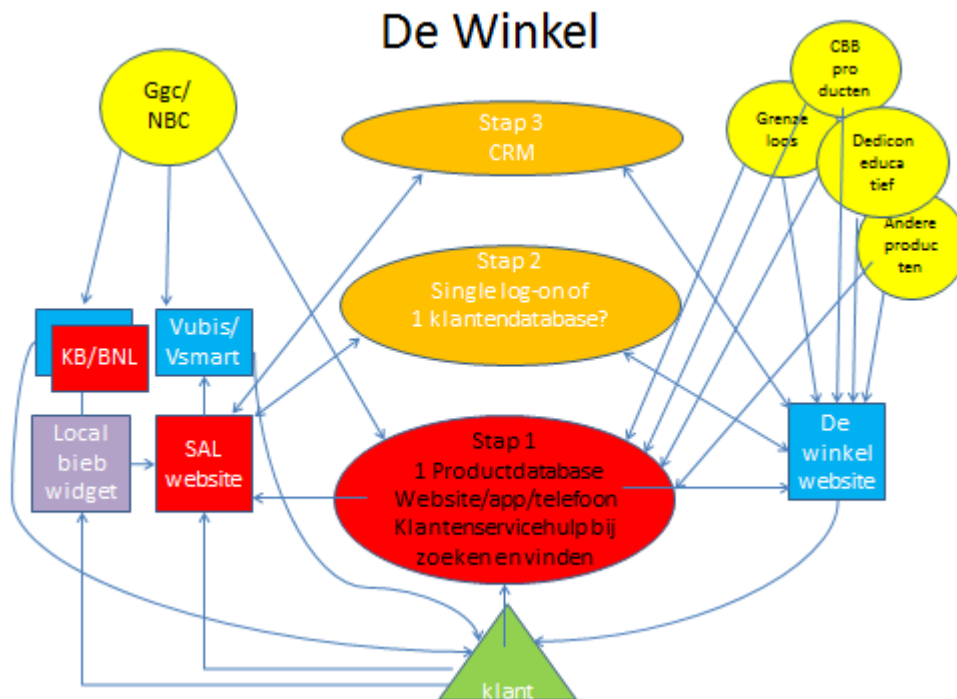 De Winkel
Ggc/
NBC
CBB
pro
ducten
Grenze
loos
Dedicon
educa
tief
Andere
produc
ten
Stap 3
CRM
Stap 2
Single log-on of
1 klantendatabase?
KB/BNL
Vubis/
Vsmart
Local
bieb
widget
SAL
website
Stap 1
1 Productdatabase
Website/app/telefoon
Klantenservicehulp bij
zoeken en vinden
De
winkel
website
klant